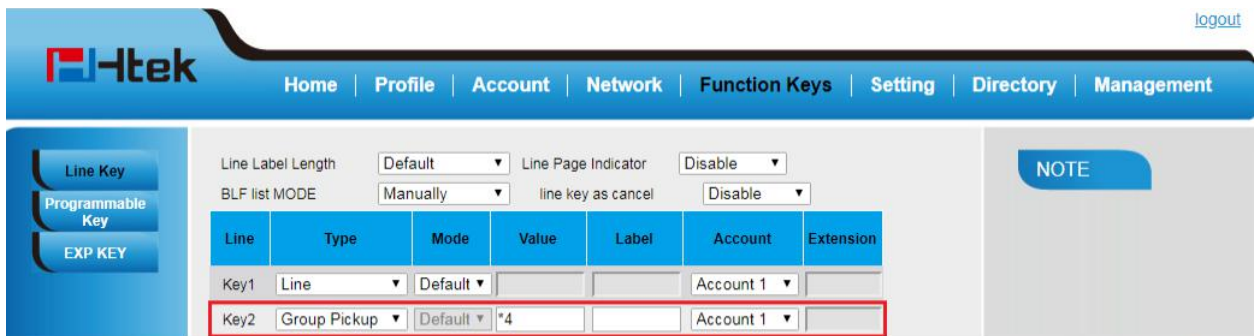 logout
Htek
Home | Profile | Account | Network | Function Keys | Setting | Directory | Management
Line Key
Programmable Key
EXP KEY
Line Label Length Default Line Page Indicator Disable
BLF list MODE Manually line key as cancel Disable
Line Type Mode Value Label Account Extension
Key1 Line Default Account 1
Key2 Group Pickup Default *4 Account 1
NOTE